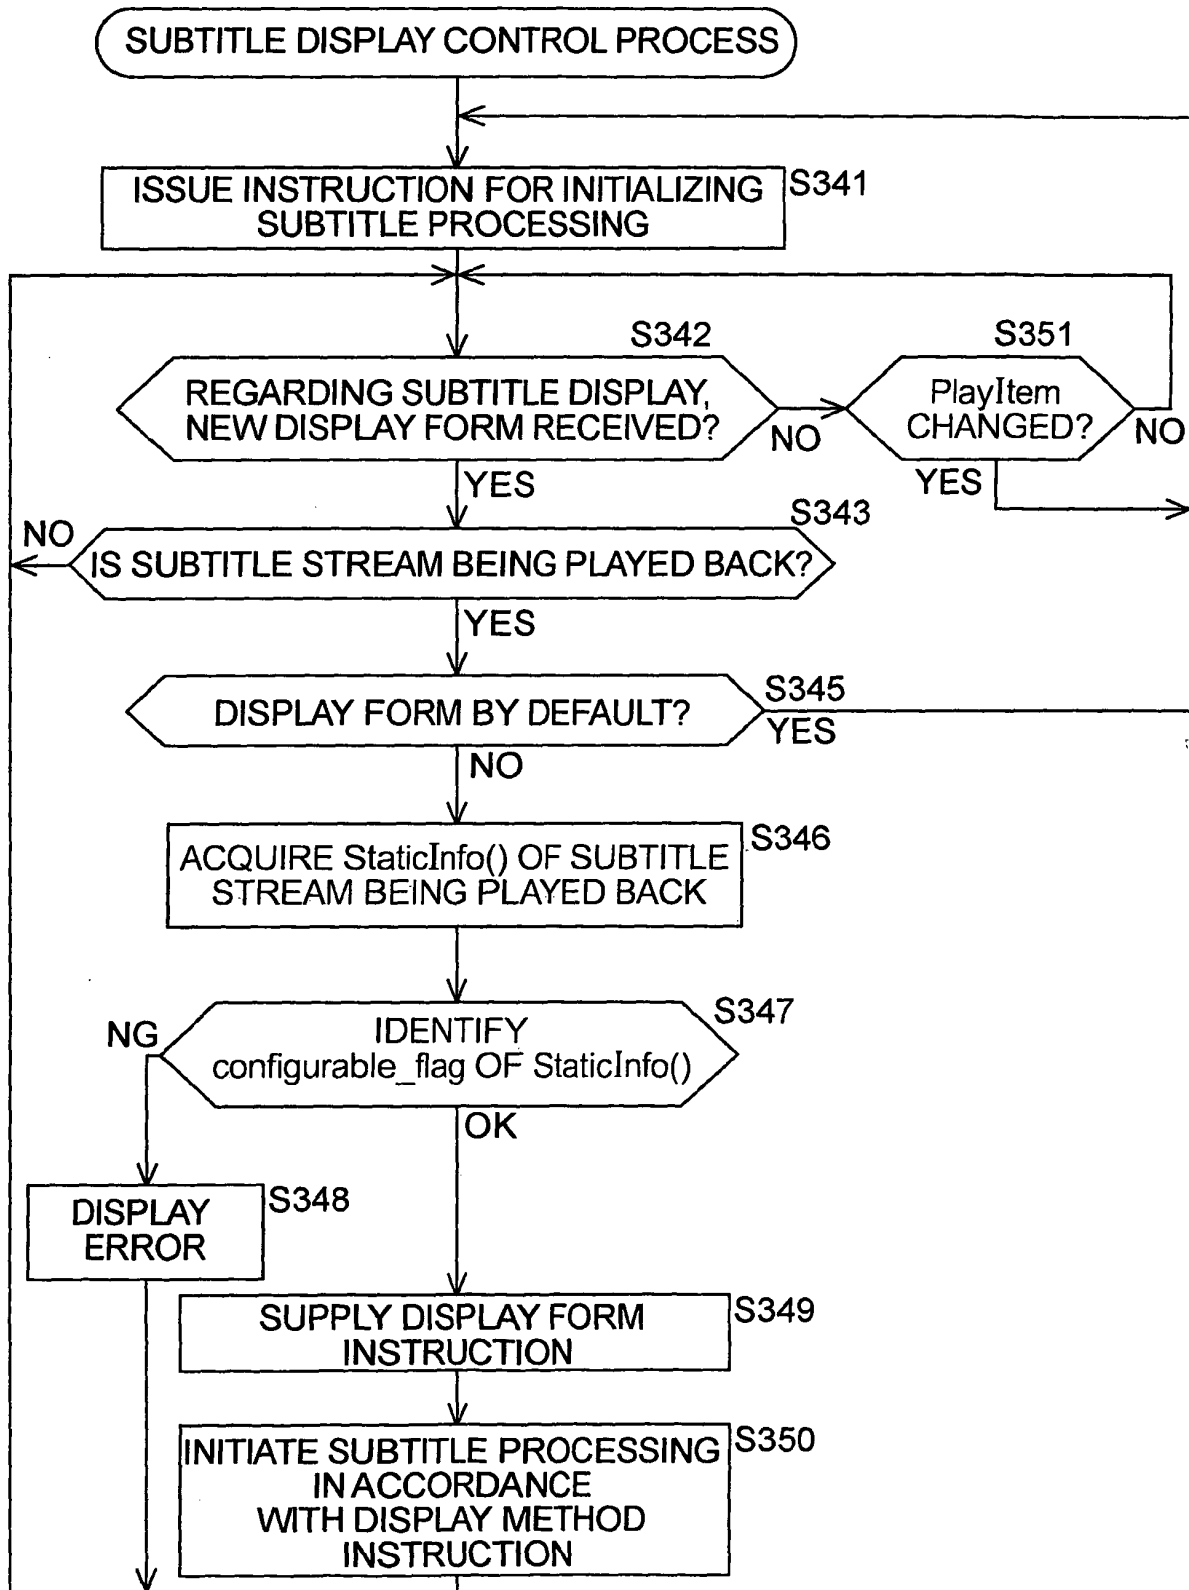 SUBTITLE DISPLAY CONTROL PROCESS
ISSUE INSTRUCTION FOR INITIALIZING
SUBTITLE PROCESSING
S341
S342
REGARDING SUBTITLE DISPLAY,
NEW DISPLAY FORM RECEIVED?
NO
YES
S351
PlayItem
CHANGED?
NO
YES
S343
NO
IS SUBTITLE STREAM BEING PLAYED BACK?
YES
S345
DISPLAY FORM BY DEFAULT?
YES
NO
S346
ACQUIRE StaticInfo() OF SUBTITLE
STREAM BEING PLAYED BACK
S347
NG
IDENTIFY
configurable_flag OF StaticInfo()
OK
S348
DISPLAY
ERROR
S349
SUPPLY DISPLAY FORM
INSTRUCTION
S350
INITIATE SUBTITLE PROCESSING
IN ACCORDANCE
WITH DISPLAY METHOD
INSTRUCTION